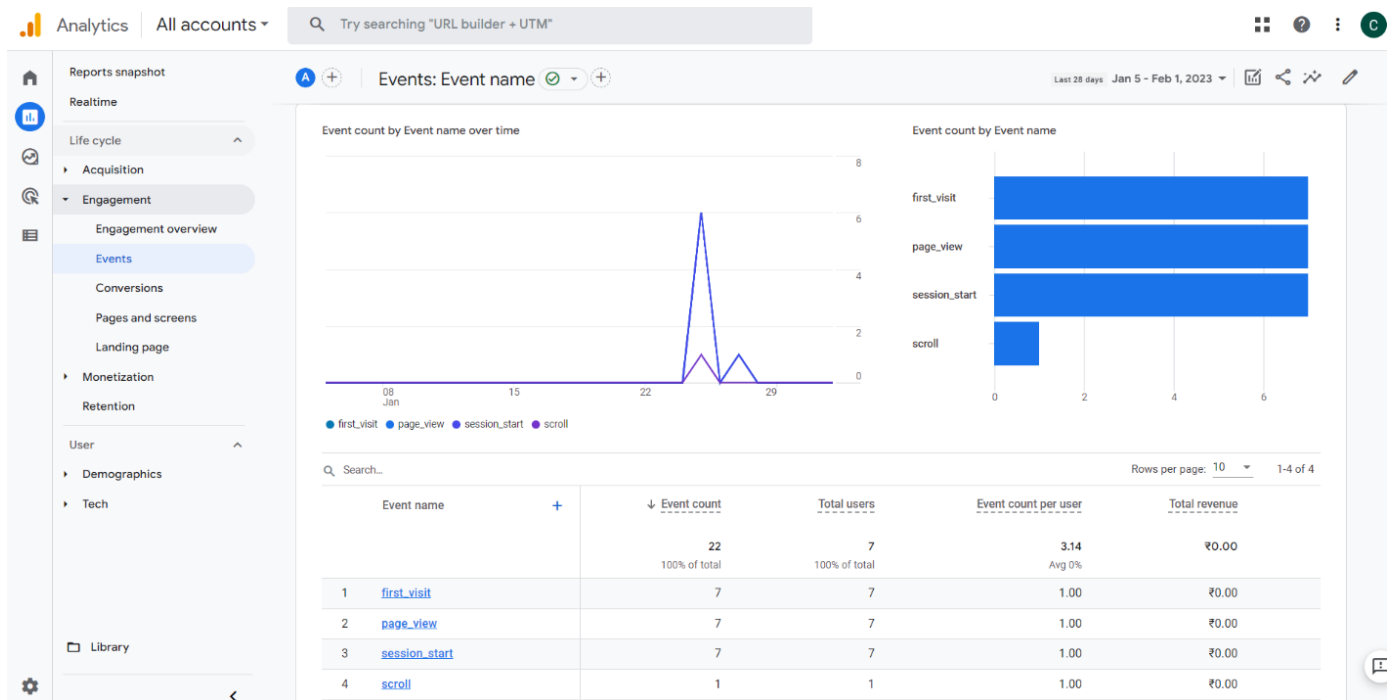 Analytics All accounts Try searching "URL builder + UTM" C
Reports snapshot
Realtime
Life cycle
Acquisition
Engagement
Engagement overview
Events
Conversions
Pages and screens
Landing page
Monetization
Retention
User
Demographics
Tech
Library
A Events: Event name Last 28 days Jan 5 - Feb 1, 2023
Event count by Event name over time
8
6
4
2
0
08 15 22 29
Jan
first_visit page_view session_start scroll
Event count by Event name
first_visit
page_view
session_start
scroll
0 2 4 6
Search... Rows per page: 10 1-4 of 4
Event name + ↓ Event count Total users Event count per user Total revenue
22 7 3.14 ₹0.00
100% of total 100% of total Avg 0%
1 first_visit 7 7 1.00 ₹0.00
2 page_view 7 7 1.00 ₹0.00
3 session_start 7 7 1.00 ₹0.00
4 scroll 1 1 1.00 ₹0.00